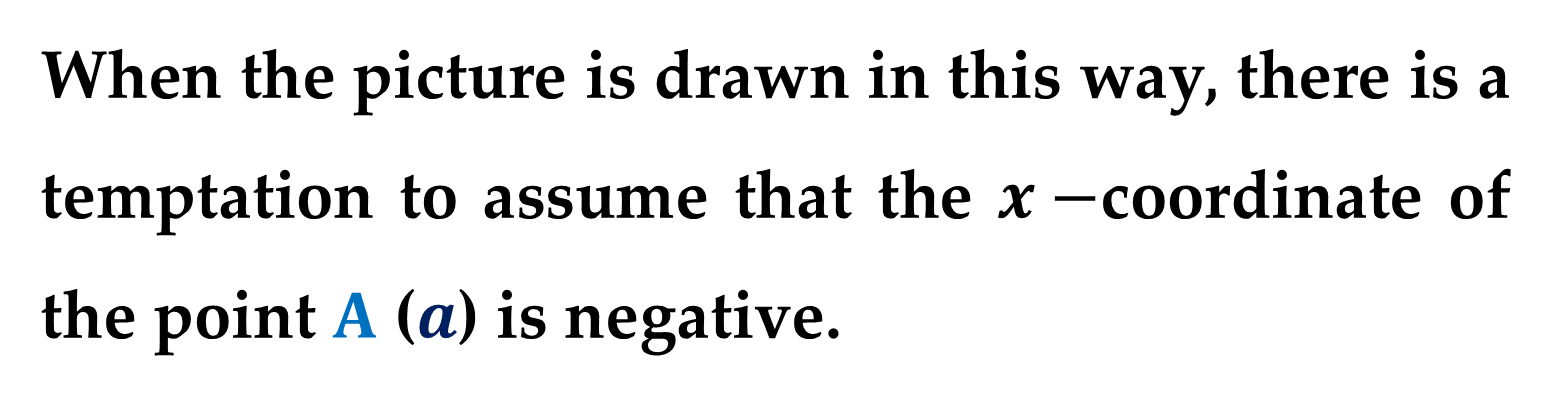 When the picture is drawn in this way, there is a
temptation to assume that the x –coordinate of
the point A (a) is negative.